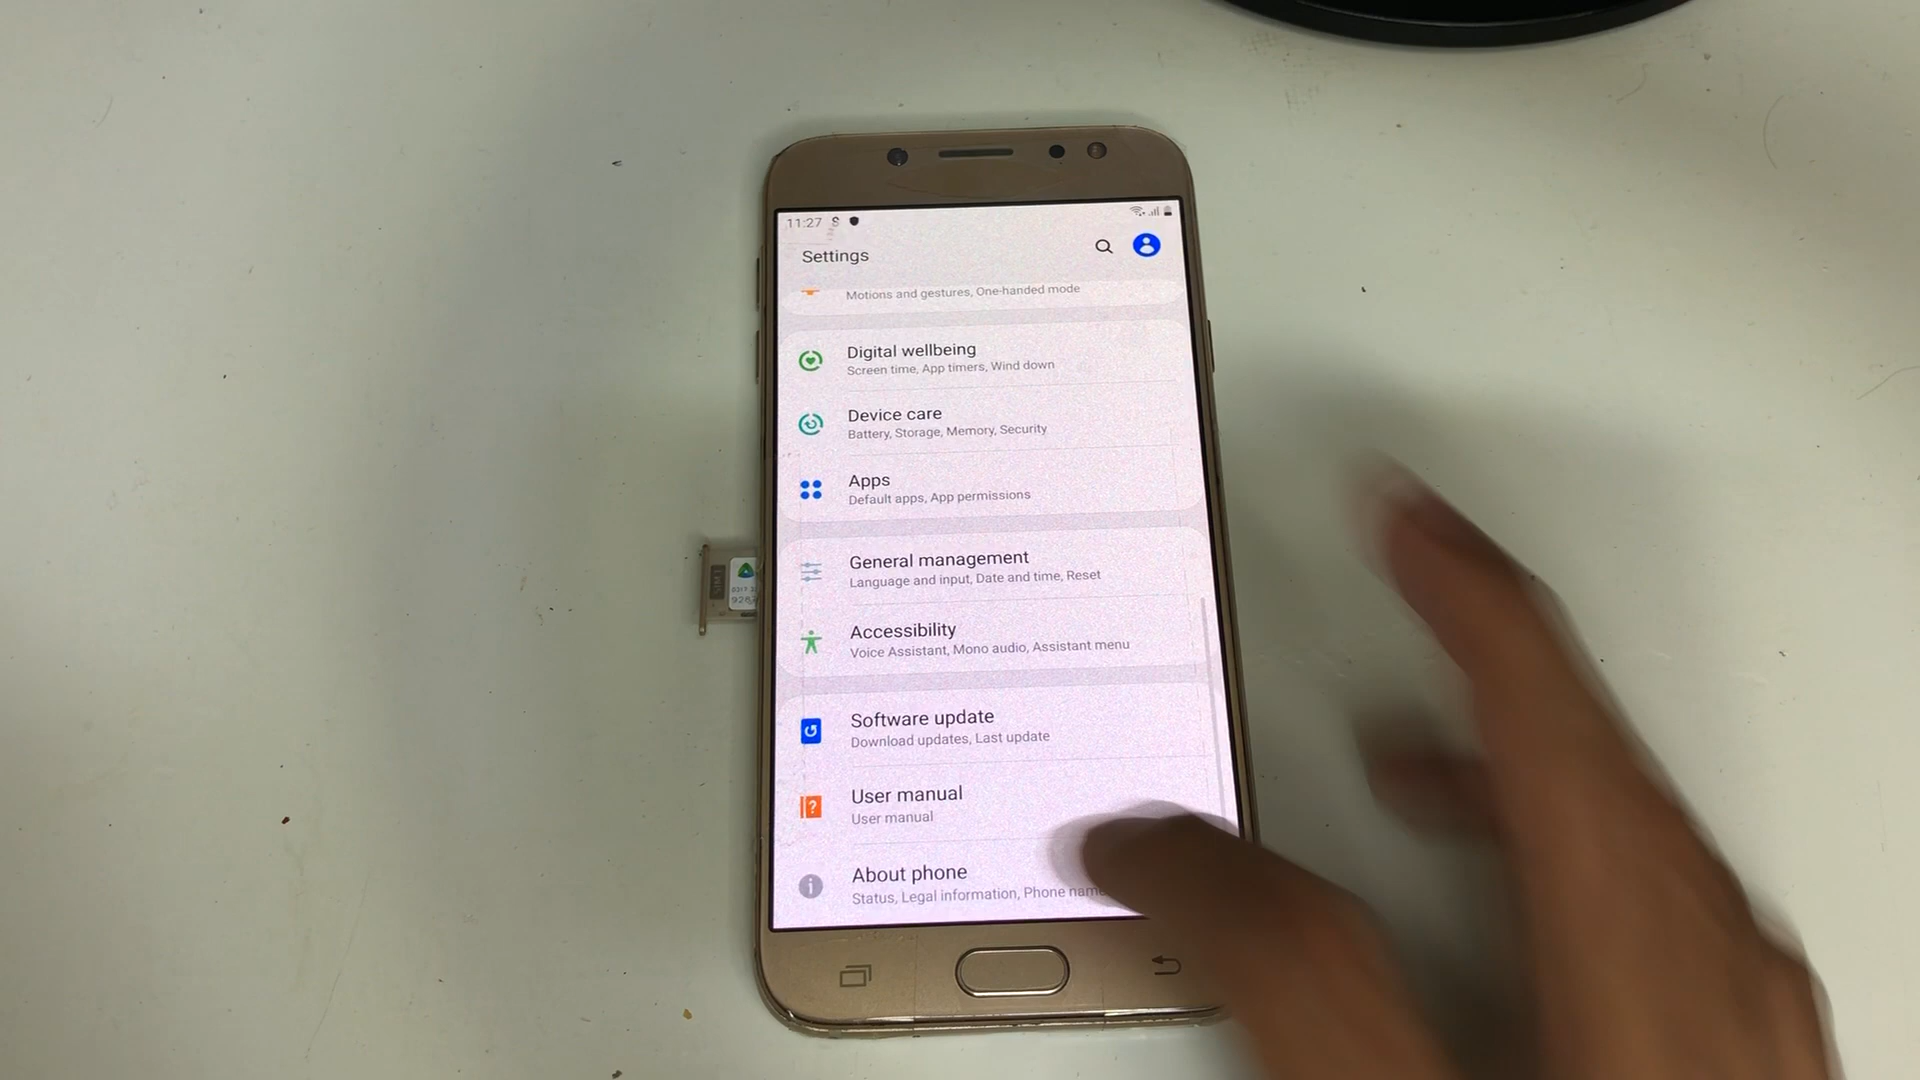 11:27
Settings
Motions and gestures, One-handed mode
Digital wellbeing
Screen time, App timers, Wind down
Device care
Battery, Storage, Memory, Security
Apps
Default apps, App permissions
General management
Language and input, Date and time, Reset
SIM 1
Accessibility
Voice Assistant, Mono audio, Assistant menu
Software update
Download updates, Last update
User manual
User manual
About phone
Status, Legal information, Phone name